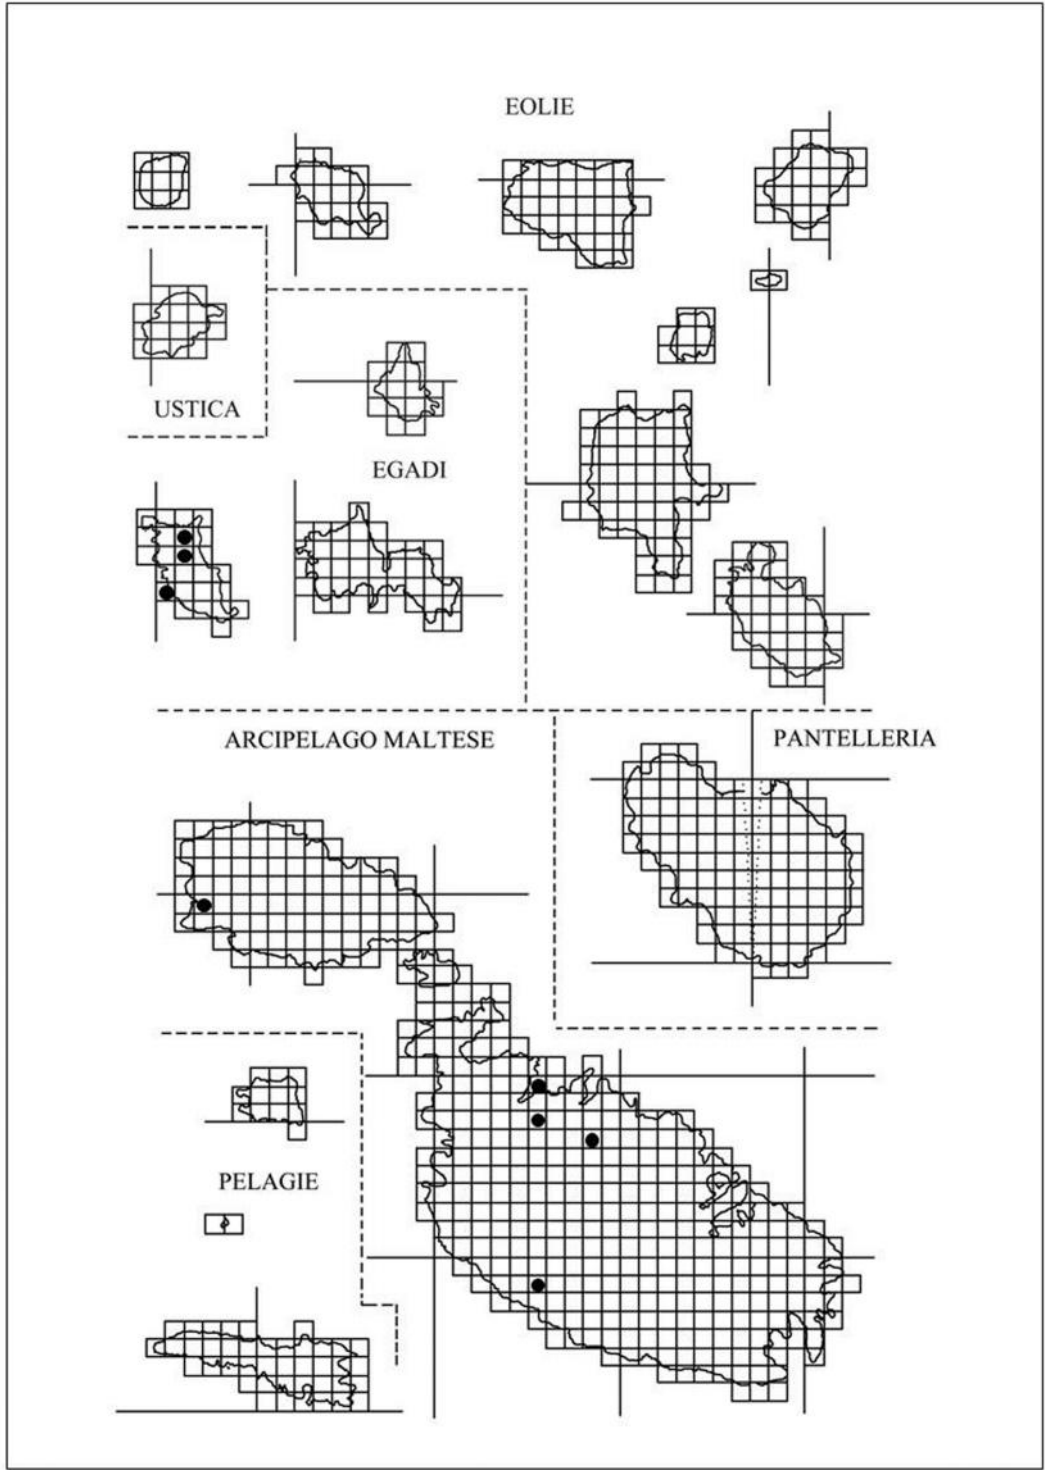 EOLIE
USTICA
EGADI
ARCIPELAGO MALTESE
PANTELLERIA
PELAGIE